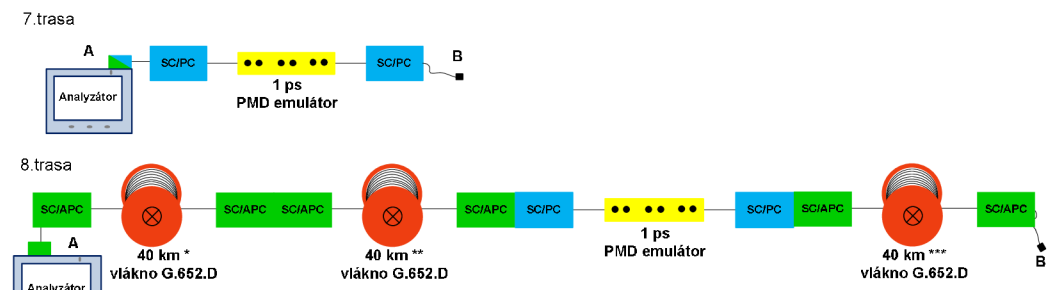 7.trasa
A
SC/PC
SC/PC
B
Analyzátor
1 ps
PMD emulátor
8.trasa
SC/APC
SC/APC SC/APC
SC/APC SC/PC
SC/PC SC/APC
SC/APC
A
40 km *
vlákno G.652.D
40 km **
vlákno G.652.D
1 ps
PMD emulátor
40 km ***
vlákno G.652.D
B
Analyzátor